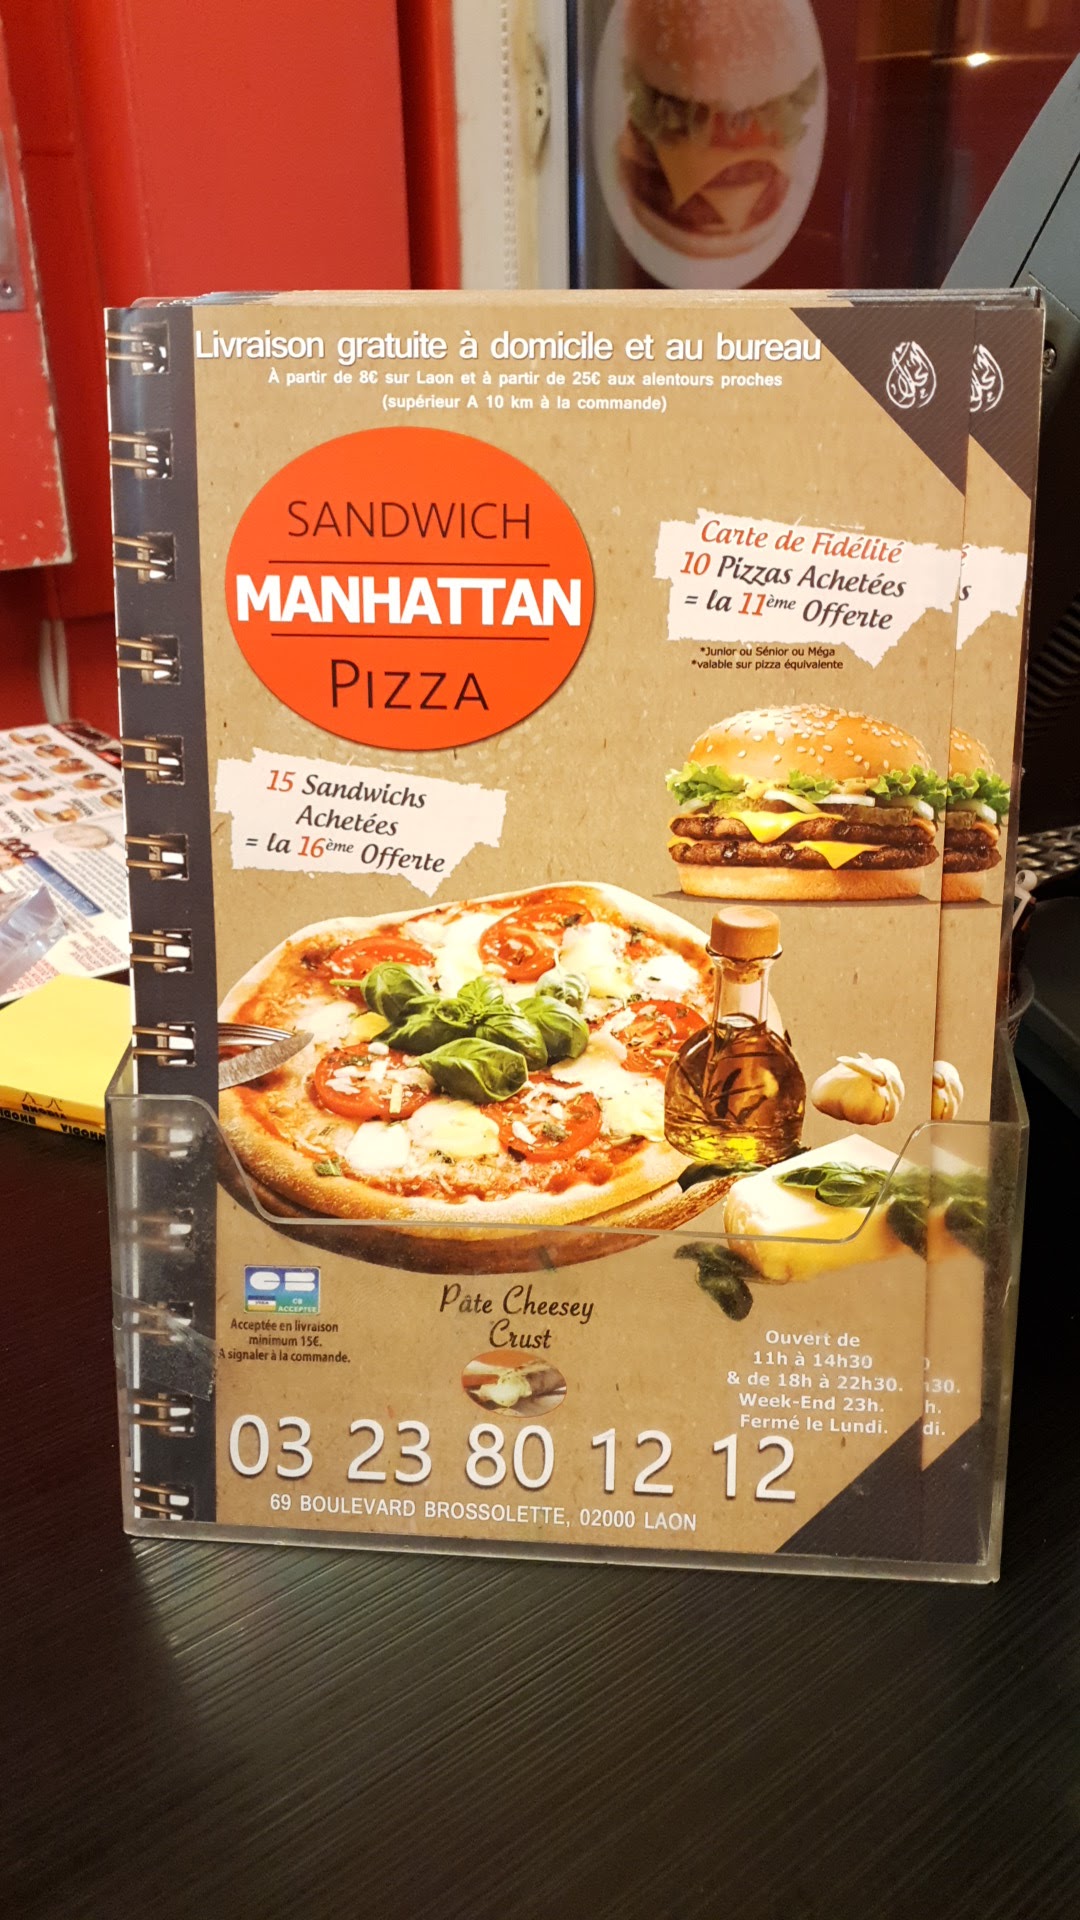 Livraison gratuite à domicile et au bureau
À partir de 8€ sur Laon et à partir de 25€ aux alentours proches
(supérieur A 10 km à la commande)
SANDWICH
MANHATTAN
PIZZA
Carte de Fidélité
10 Pizzas Achetées
= la 11ème Offerte
*Junior ou Sénior ou Méga
*valable sur pizza équivalente
15 Sandwichs
Achetées
= la 16ème Offerte
CB
VISA
CB
ACCEPTÉE
Acceptée en livraison
minimum 15€.
A signaler à la commande.
Pâte Cheesey
Crust
Ouvert de
11h à 14h30
& de 18h à 22h30.
Week-End 23h.
Fermé le Lundi.
03 23 80 12 12
69 BOULEVARD BROSSOLETTE, 02000 LAON